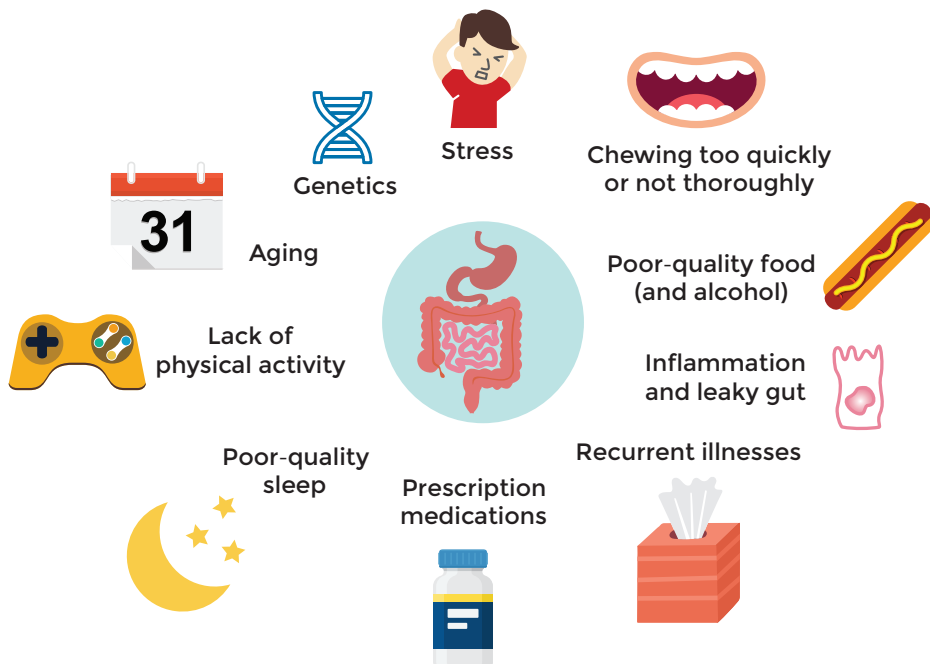 Stress
Chewing too quickly
or not thoroughly
Genetics
31
Aging
Poor-quality food
(and alcohol)
Lack of
physical activity
Inflammation
and leaky gut
Poor-quality
sleep
Recurrent illnesses
Prescription
medications